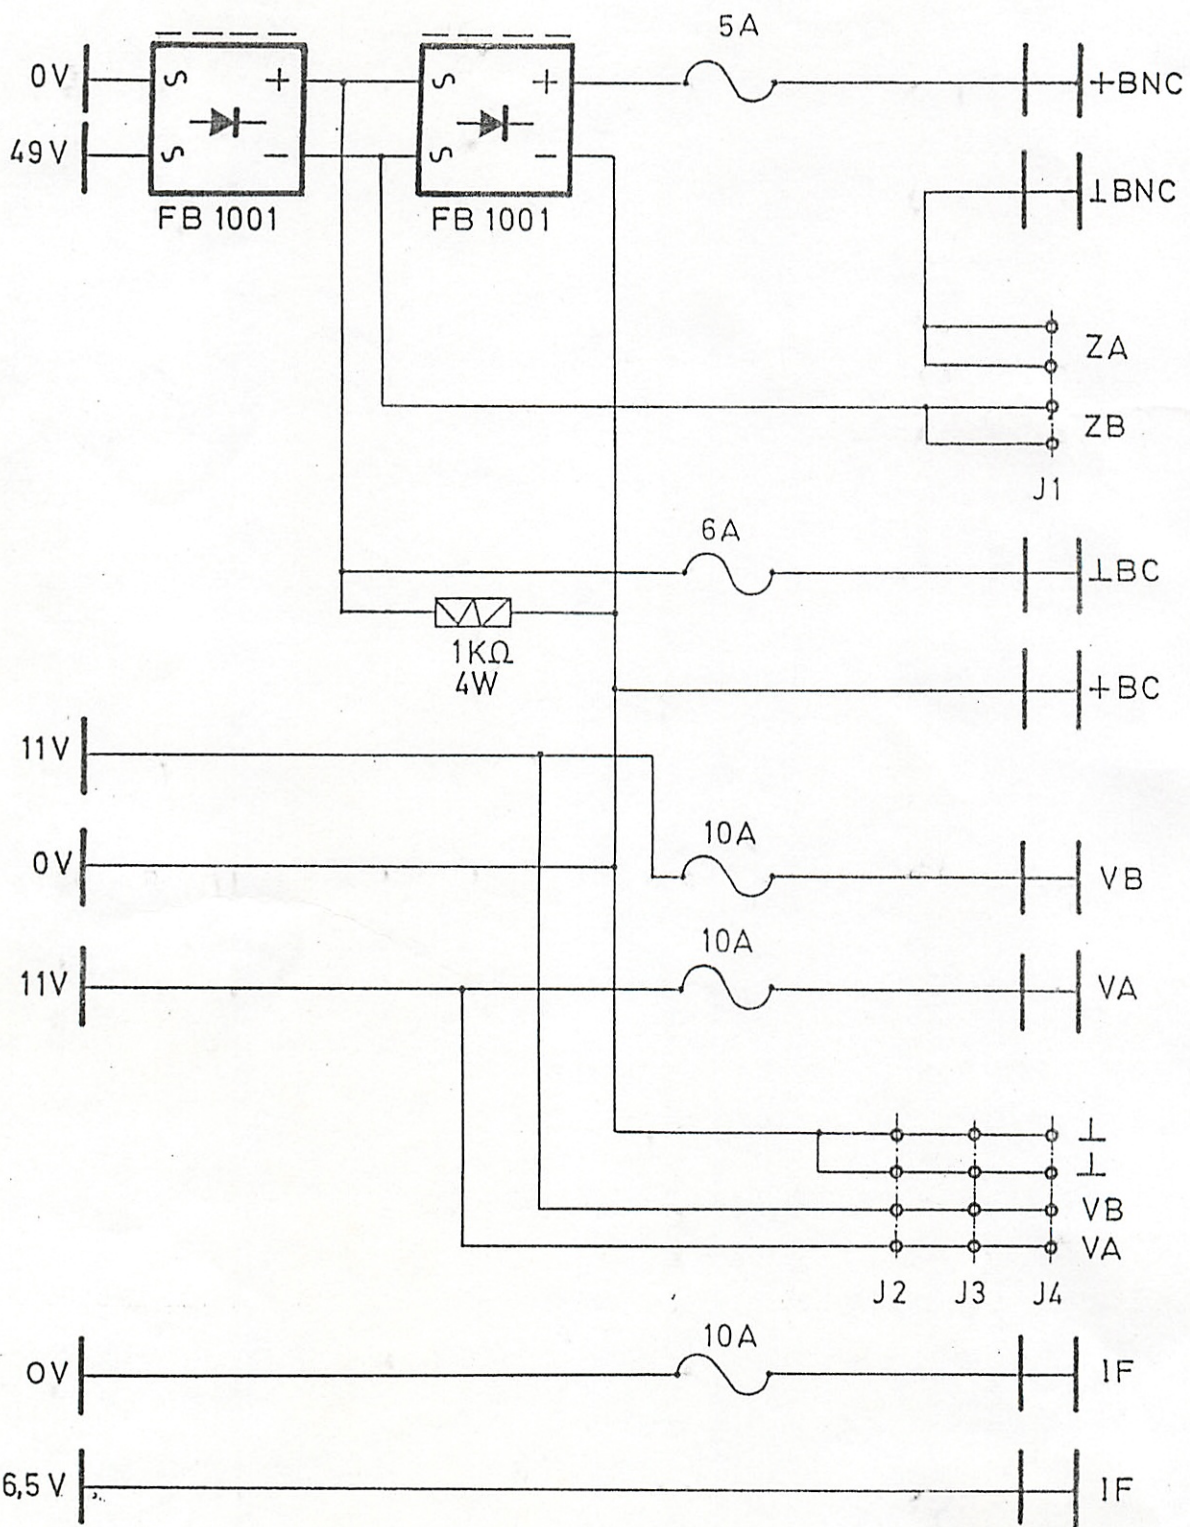 5A
0V
S
+
S
+
+BNC
49V
S
−
S
−
⊥BNC
FB 1001
FB 1001
ZA
ZB
J1
6A
⊥BC
1KΩ
4W
+BC
11V
10A
0V
VB
10A
11V
VA
⊥
⊥
VB
VA
J2
J3
J4
10A
0V
IF
6,5V
IF